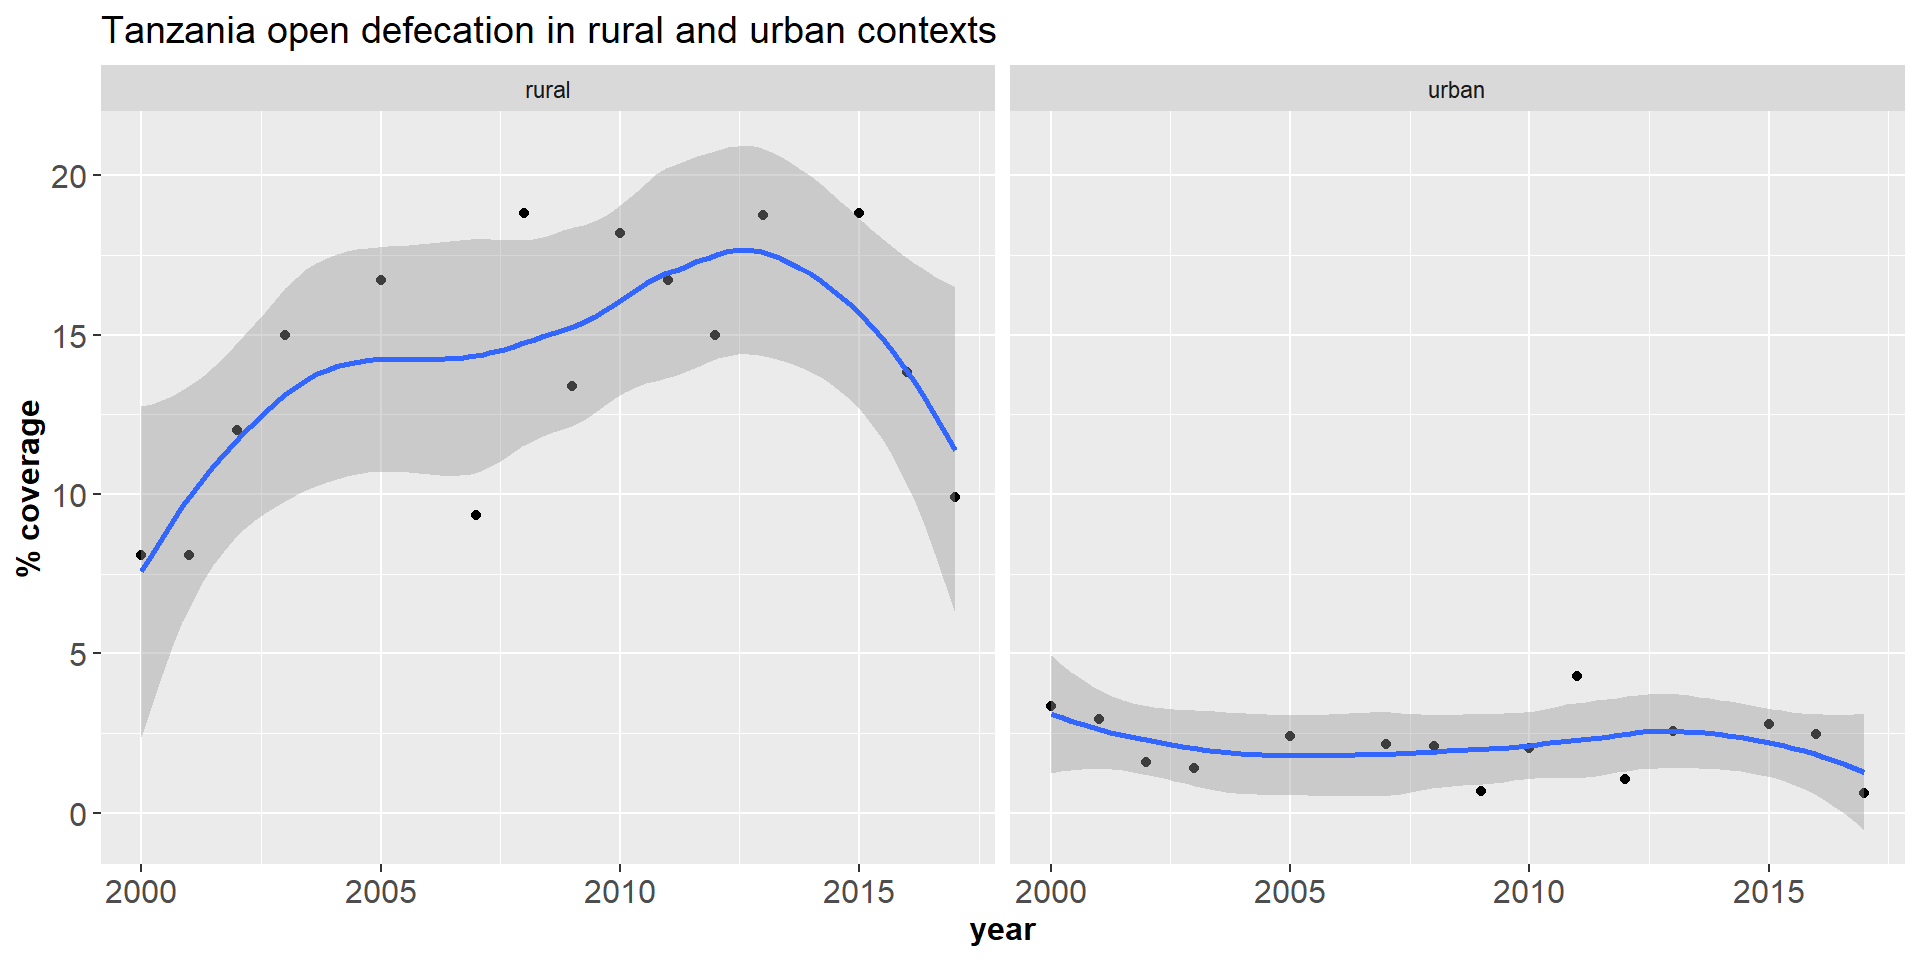 Tanzania open defecation in rural and urban contexts
rural
urban
% coverage
20
15
10
5
0
2000 2005 2010 2015
2000 2005 2010 2015
year